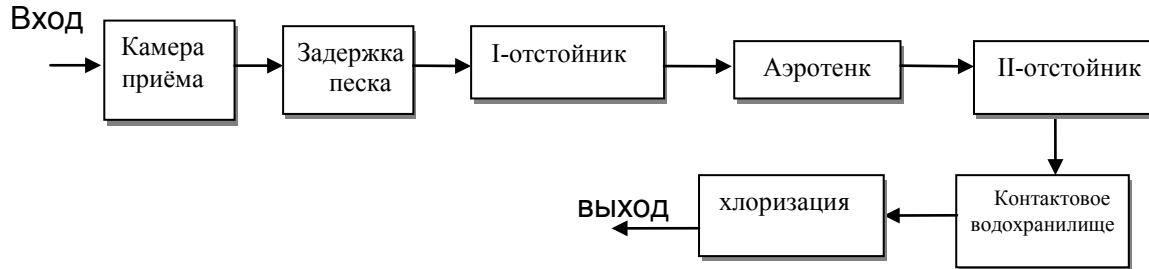 Вход
Камера
приёма
Задержка
песка
I-отстойник
Аэротенк
II-отстойник
Контактовое
водохранилище
хлоризация
выход